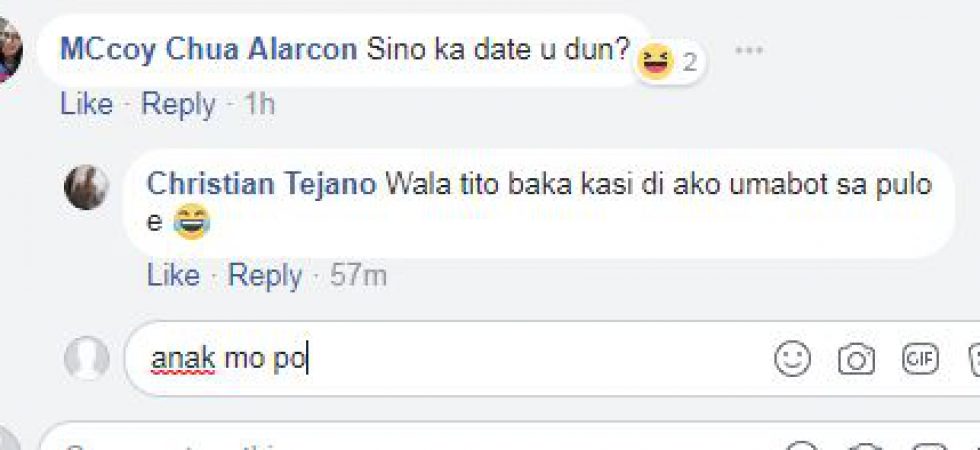 MCcoy Chua Alarcon Sino ka date u dun?
2
Like · Reply · 1h
Christian Tejano Wala tito baka kasi di ako umabot sa pulo
e
Like · Reply · 57m
anak mo po
GIF